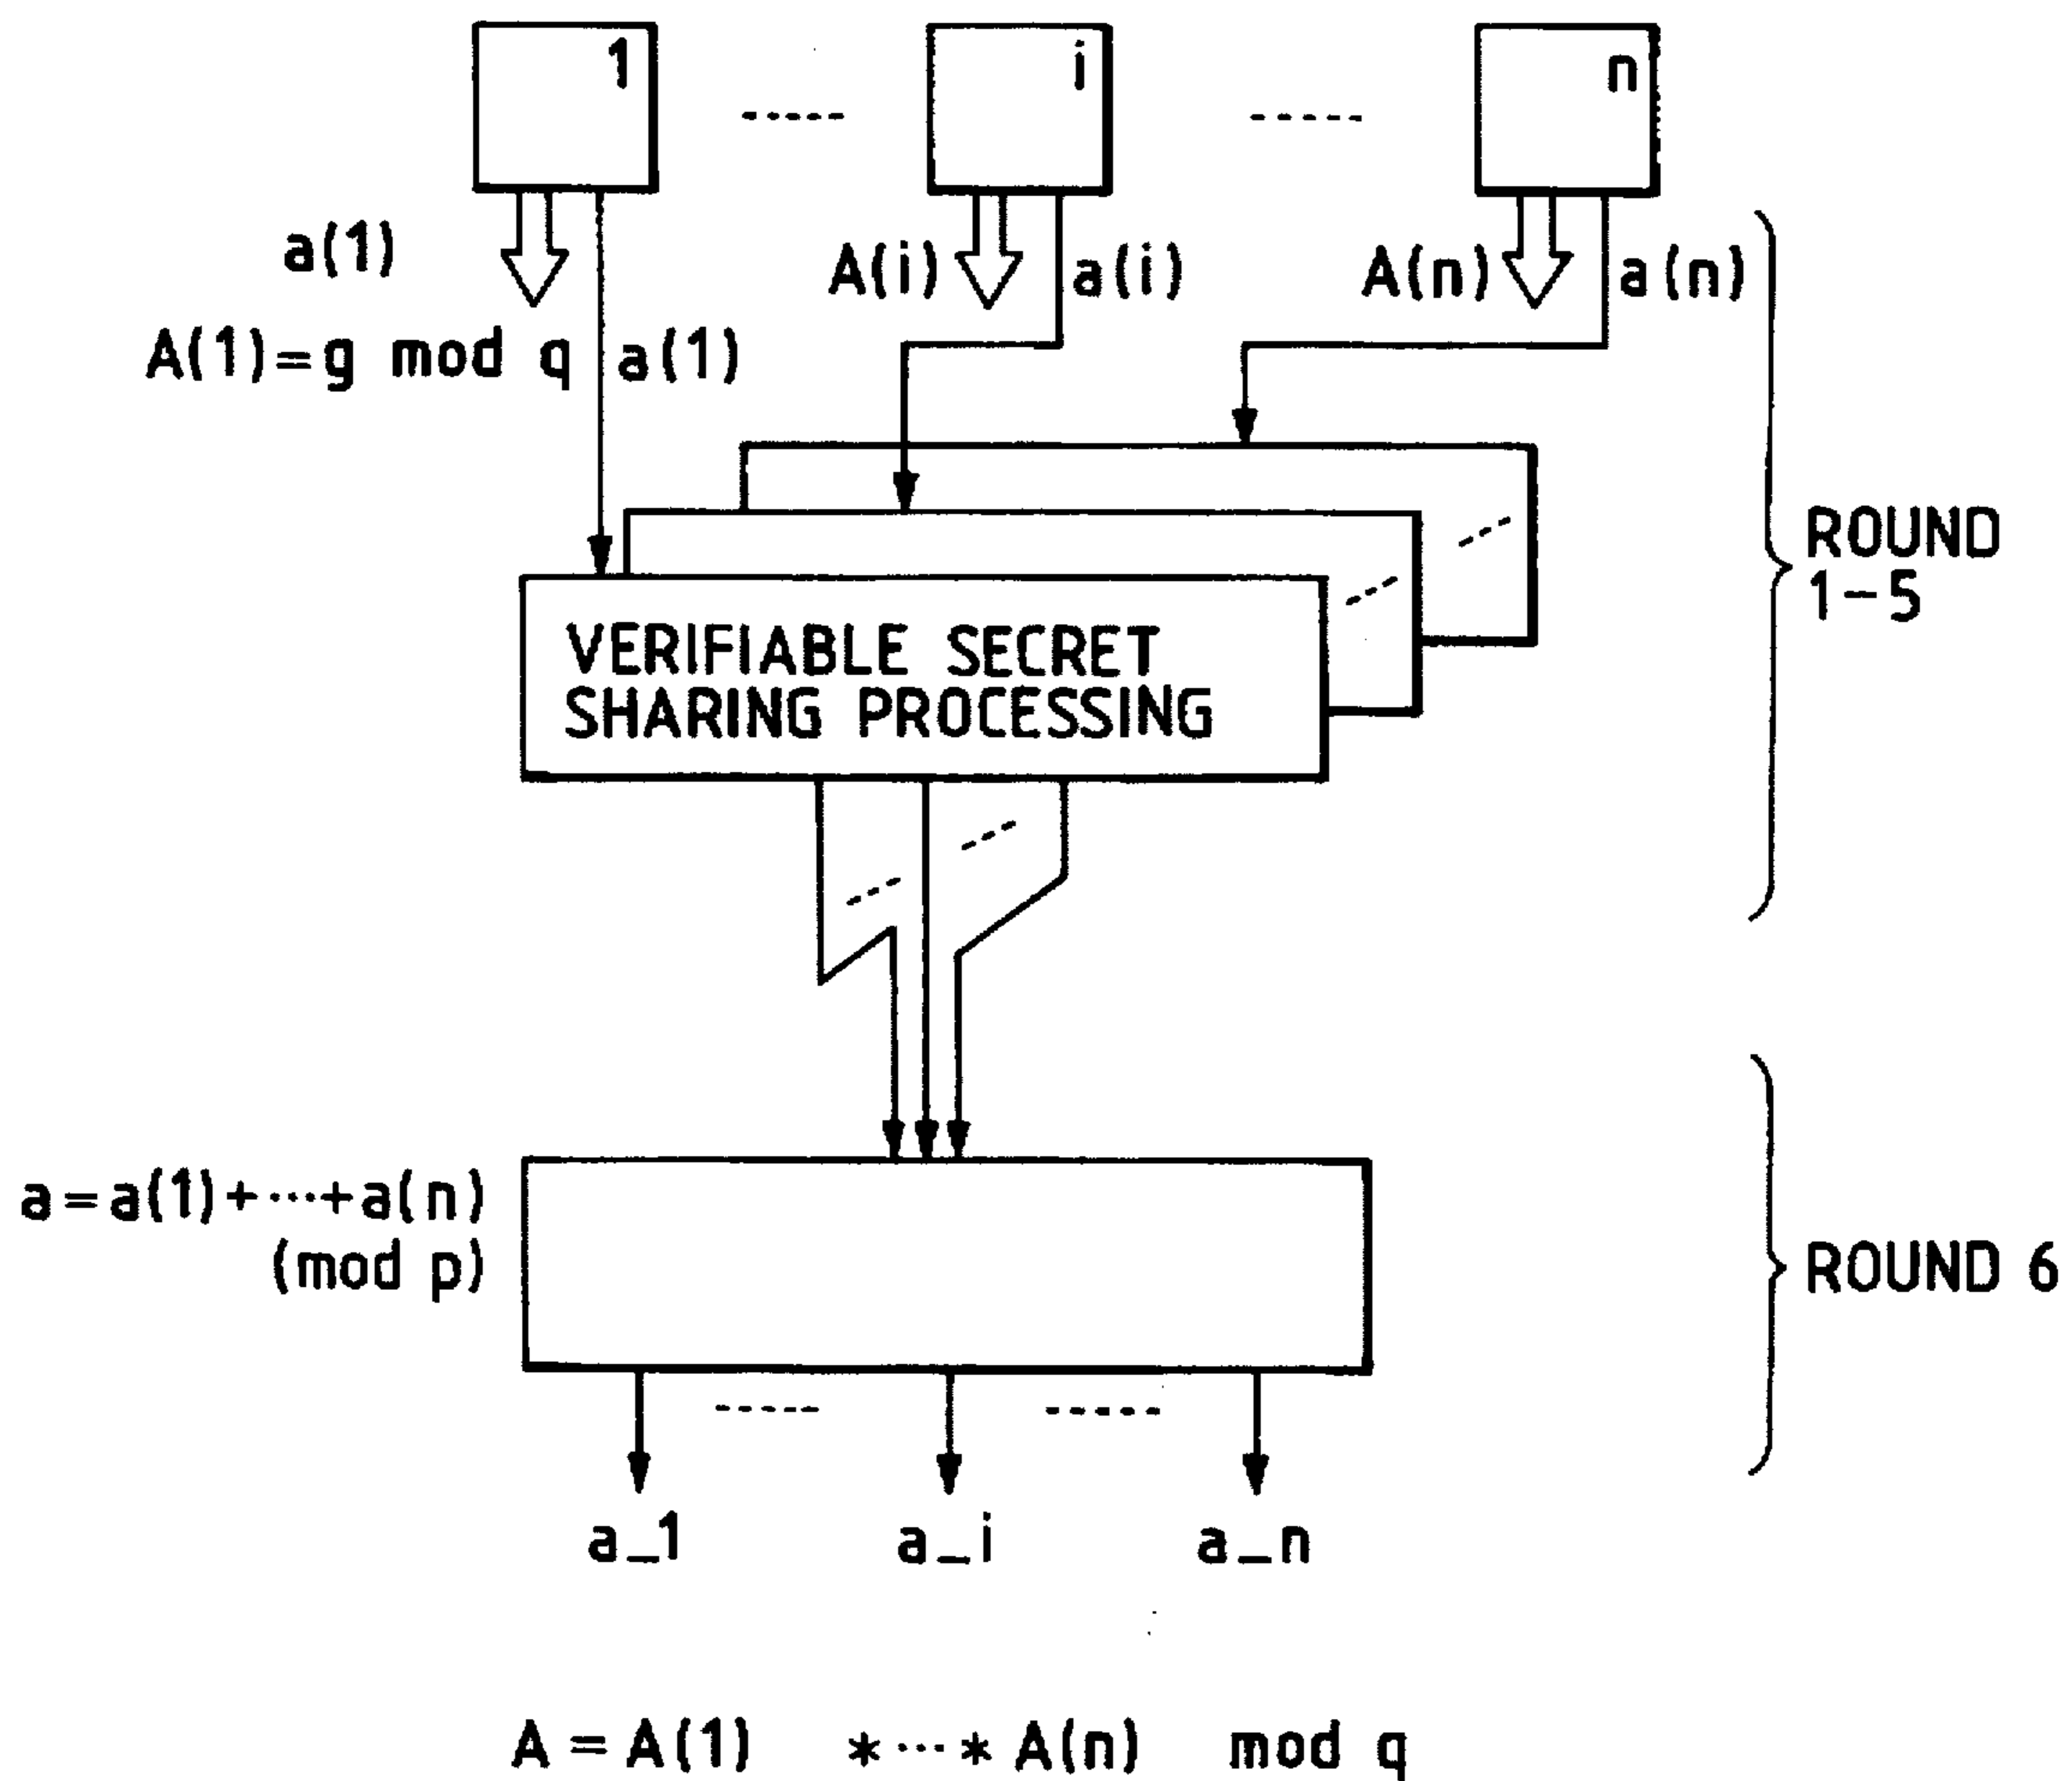 1
i
n
a(1)
A(1)=g mod q
a(1)
A(i)
a(i)
A(n)
a(n)
VERIFIABLE SECRET
SHARING PROCESSING
ROUND
1-5
a=a(1)+···+a(n)
(mod p)
ROUND 6
a_1
a_i
a_n
A = A(1) *···* A(n) mod q